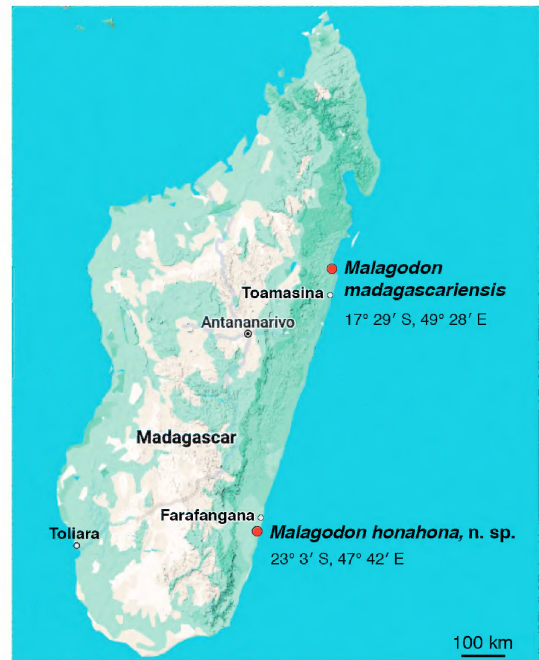 Malagodon
madagascariensis
Toamasina
17° 29′ S, 49° 28′ E
Antananarivo
Madagascar
Farafangana
Malagodon honahona, n. sp.
Toliara
23° 3′ S, 47° 42′ E
100 km